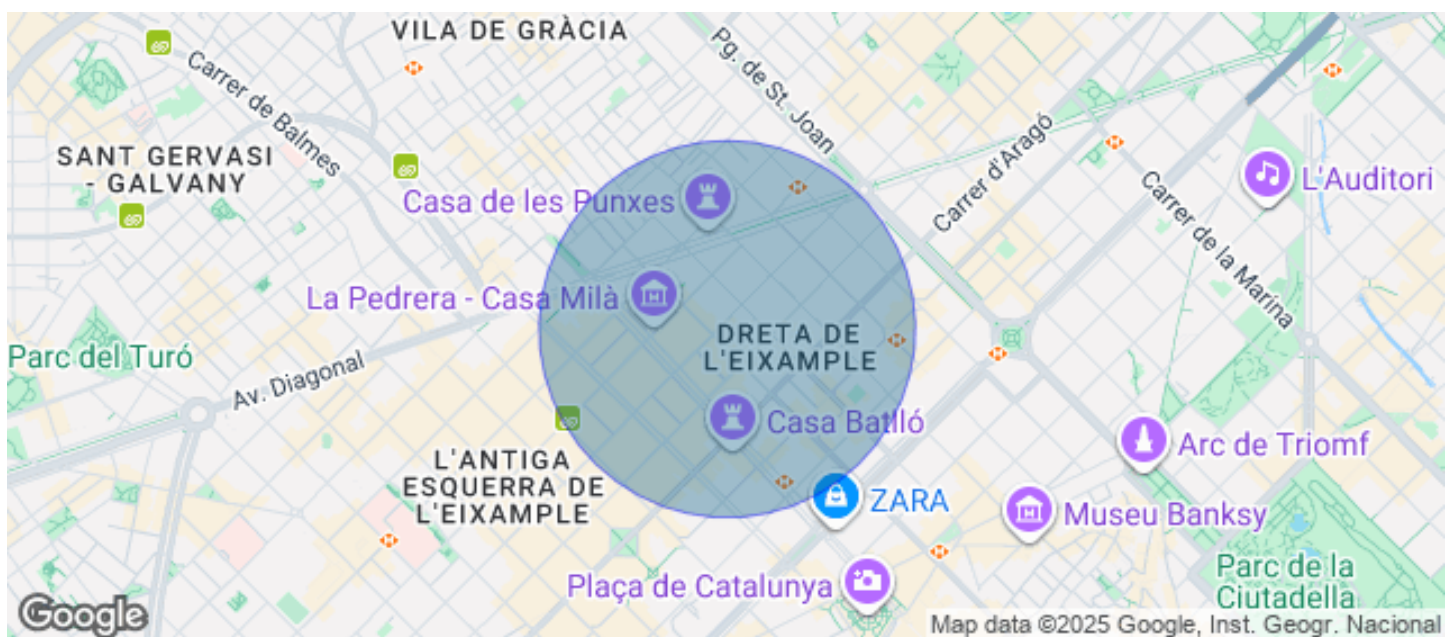 VILA DE GRÀCIA
Pg. de St. Joan
Carrer de Balmes
SANT GERVASI
- GALVANY
Carrer d'Aragó
L'Auditori
Carrer de la Marina
Casa de les Punxes
La Pedrera - Casa Milà
DRETA DE
L'EIXAMPLE
Parc del Turó
Av. Diagonal
Casa Batlló
L'ANTIGA
ESQUERRA DE
L'EIXAMPLE
Arc de Triomf
ZARA
Museu Banksy
Plaça de Catalunya
Parc de la
Ciutadella
Google
Map data ©2025 Google, Inst. Geogr. Nacional